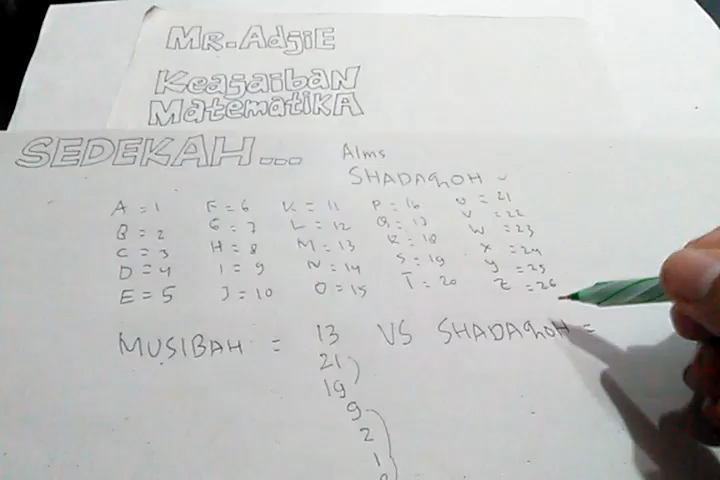 MR. AdjiE
Keajaiban
MatematiKA
SEDEKAH...
Alms
SHADAqOH
A = 1 F = 6 K = 11 P = 16 U = 21
B = 2 G = 7 L = 12 Q = 17 V = 22
C = 3 H = 8 M = 13 R = 18 W = 23
D = 4 I = 9 N = 14 S = 19 X = 24
E = 5 J = 10 O = 15 T = 20 Y = 25
Z = 26
MUSIBAH = 13 VS SHADAqOH =
21
19
9
2
1